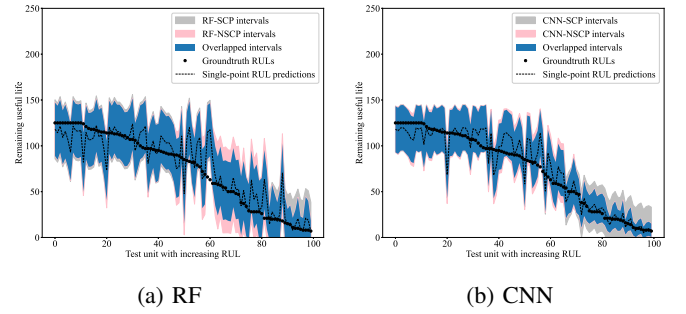 250
200
150
100
50
0
Remaining useful life
RF-SCP intervals
RF-NSCP intervals
Overlapped intervals
Groundtruth RULs
Single-point RUL predictions
0 20 40 60 80 100
Test unit with increasing RUL
(a) RF
250
200
150
100
50
0
Remaining useful life
CNN-SCP intervals
CNN-NSCP intervals
Overlapped intervals
Groundtruth RULs
Single-point RUL predictions
0 20 40 60 80 100
Test unit with increasing RUL
(b) CNN